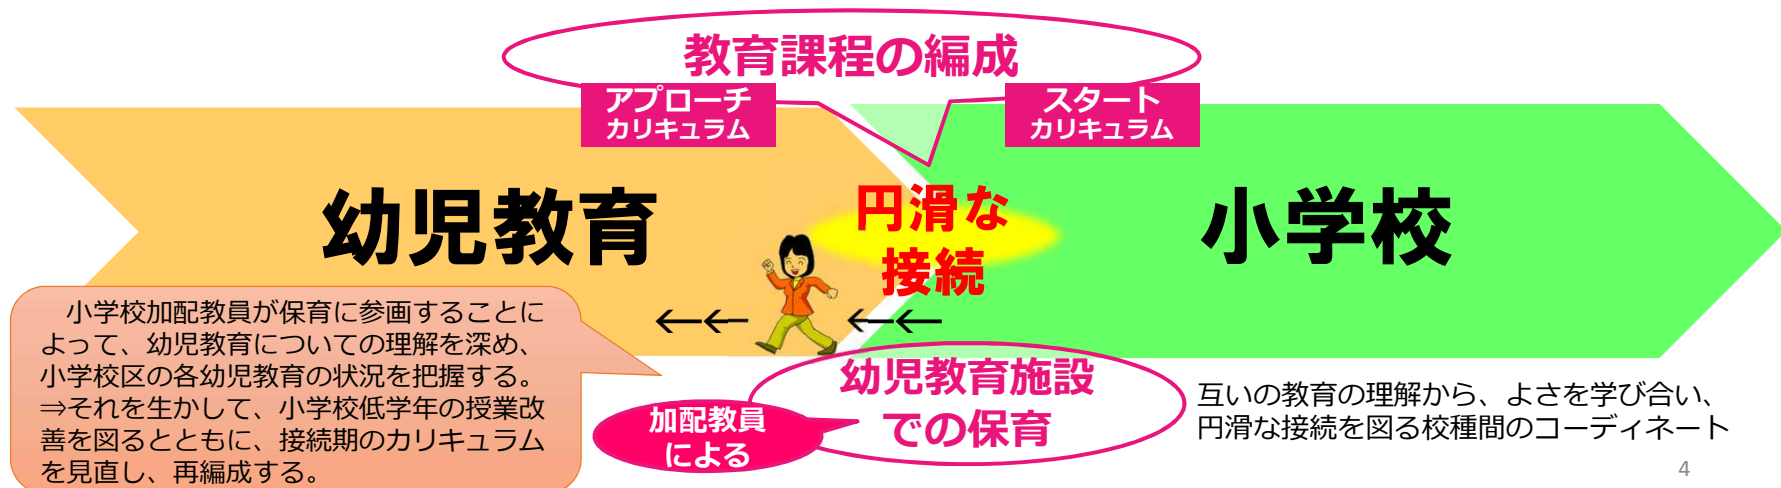 教育課程の編成
アプローチ
カリキュラム
スタート
カリキュラム
幼児教育
円滑な
接続
小学校
←←
←←
小学校加配教員が保育に参画することに
よって、幼児教育についての理解を深め、
小学校区の各幼児教育の状況を把握する。
⇒それを生かして、小学校低学年の授業改
善を図るとともに、接続期のカリキュラム
を見直し、再編成する。
加配教員
による
幼児教育施設
での保育
互いの教育の理解から、よさを学び合い、
円滑な接続を図る校種間のコーディネート
4